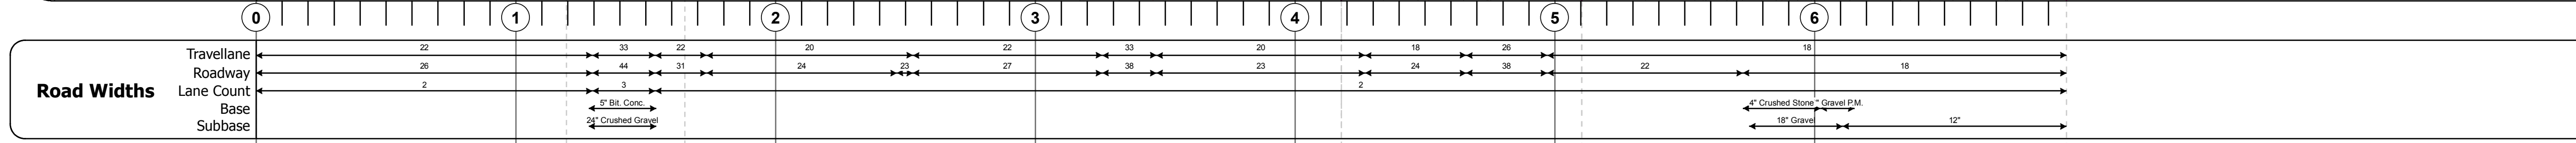 0 1 2 3 4 5 6
Road Widths
Travellane 22 33 22 20 22 33 20 18 26 18
Roadway 26 44 31 24 23 27 38 23 24 38 22 18
Lane Count 2 3 2
Base 5" Bit. Conc. 4" Crushed Stone " Gravel P.M.
Subbase 24" Crushed Gravel 18" Gravel 12"